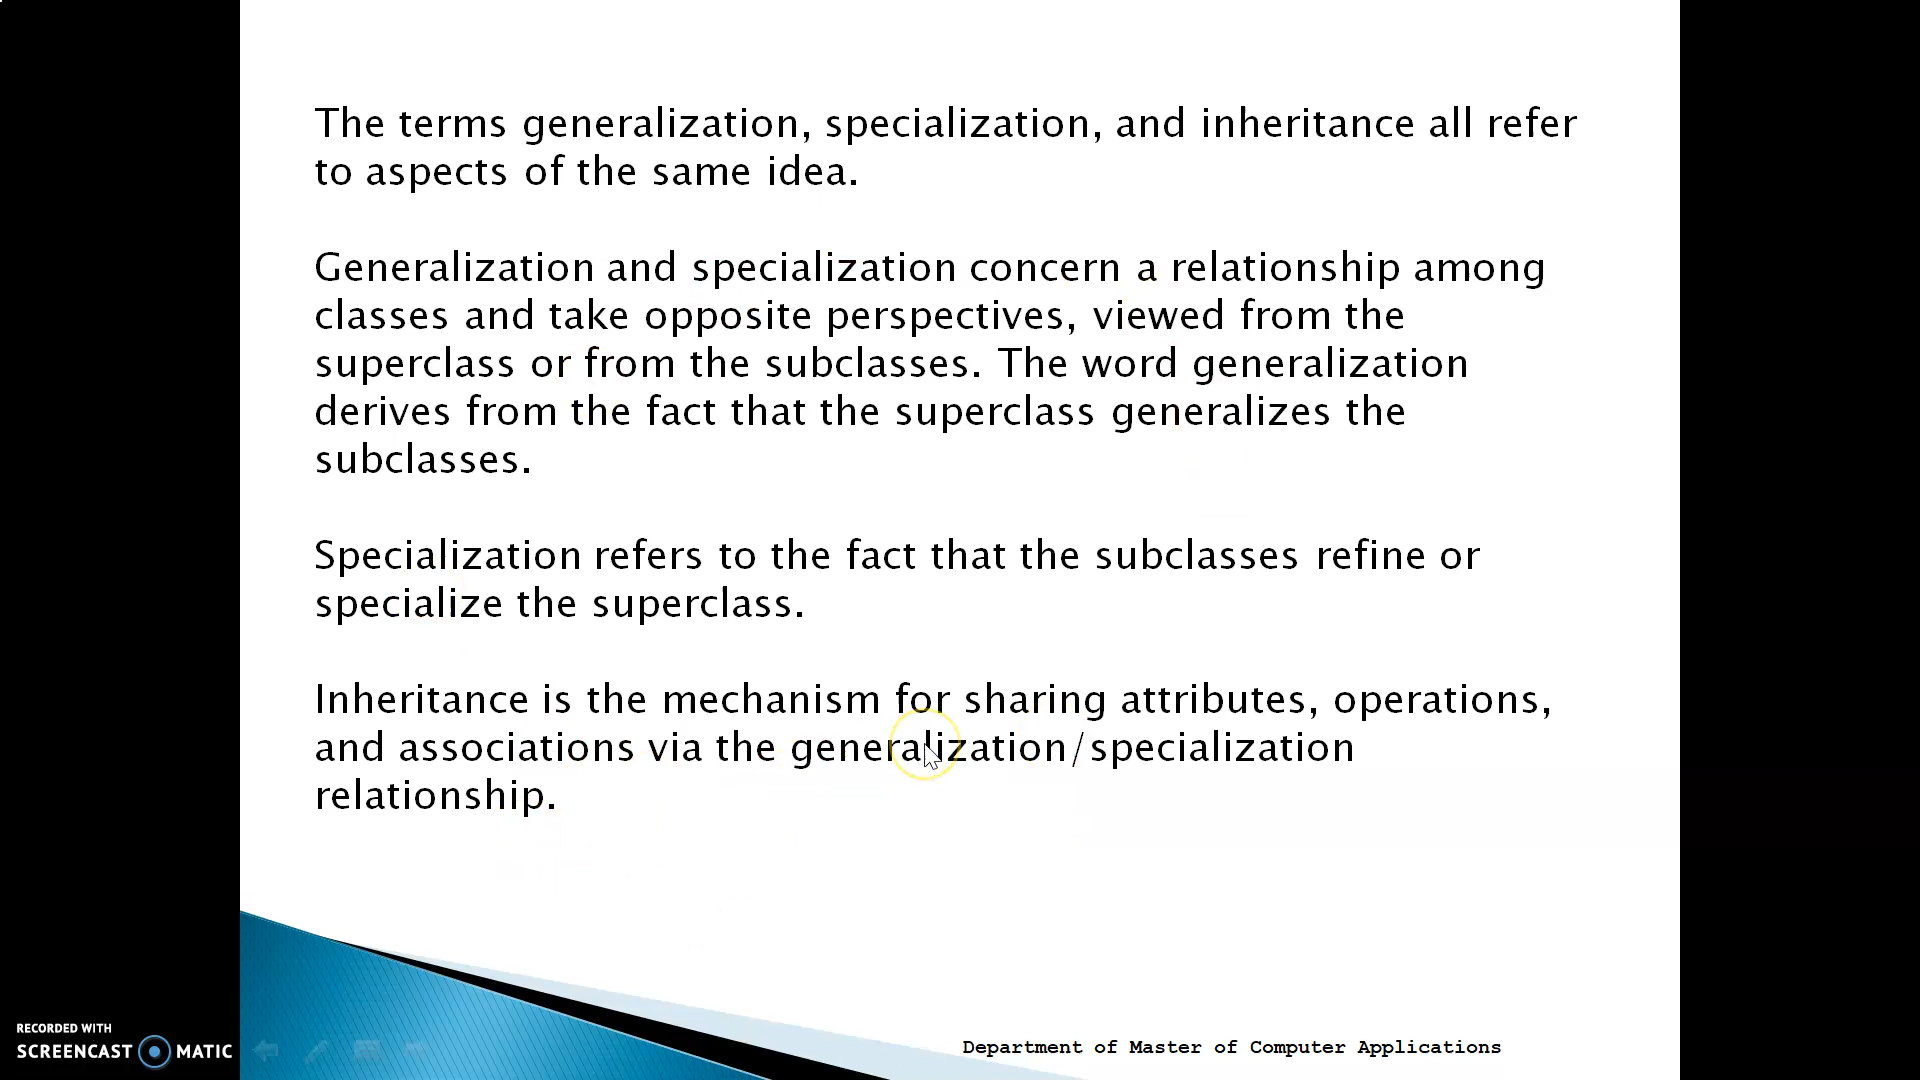 The terms generalization, specialization, and inheritance all refer
to aspects of the same idea.
Generalization and specialization concern a relationship among
classes and take opposite perspectives, viewed from the
superclass or from the subclasses. The word generalization
derives from the fact that the superclass generalizes the
subclasses.
Specialization refers to the fact that the subclasses refine or
specialize the superclass.
Inheritance is the mechanism for sharing attributes, operations,
and associations via the generalization/specialization
relationship.
RECORDED WITH
SCREENCAST MATIC
Department of Master of Computer Applications